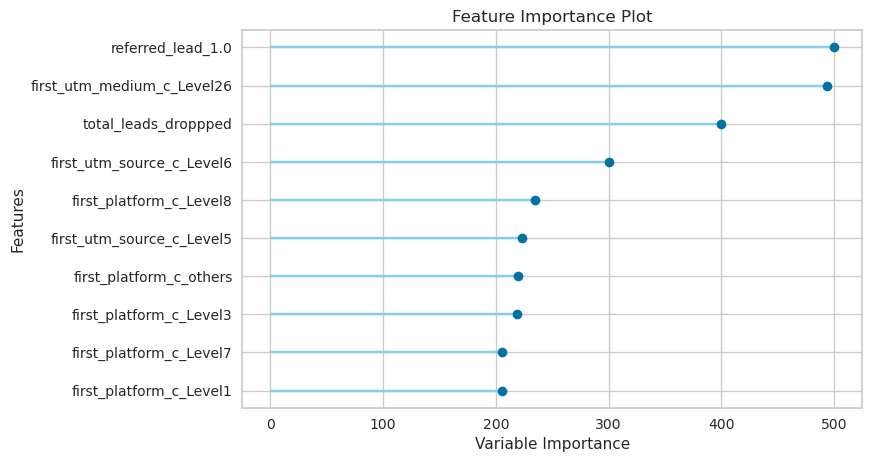 Feature Importance Plot
referred_lead_1.0
first_utm_medium_c_Level26
total_leads_droppped
first_utm_source_c_Level6
first_platform_c_Level8
first_utm_source_c_Level5
first_platform_c_others
first_platform_c_Level3
first_platform_c_Level7
first_platform_c_Level1
Features
0 100 200 300 400 500
Variable Importance